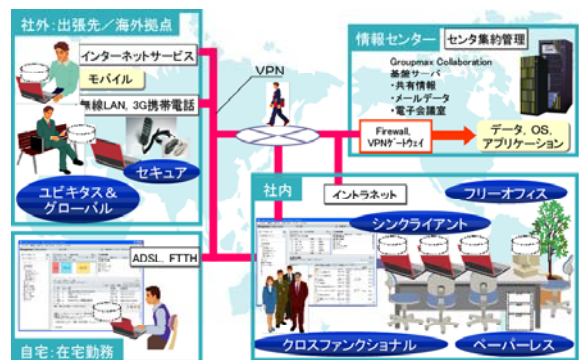 社外:出張先／海外拠点
インターネットサービス
モバイル
無線LAN, 3G携帯電話
セキュア
ユビキタス＆
グローバル
VPN
情報センター
センタ集約管理
Groupmax Collaboration
基盤サーバ
・共有情報
・メールデータ
・電子会議室
Firewall,
VPNゲートウェイ
データ, OS,
アプリケーション
社内
イントラネット
フリーオフィス
シンクライアント
クロスファンクショナル
ペーパーレス
ADSL, FTTH
自宅:在宅勤務